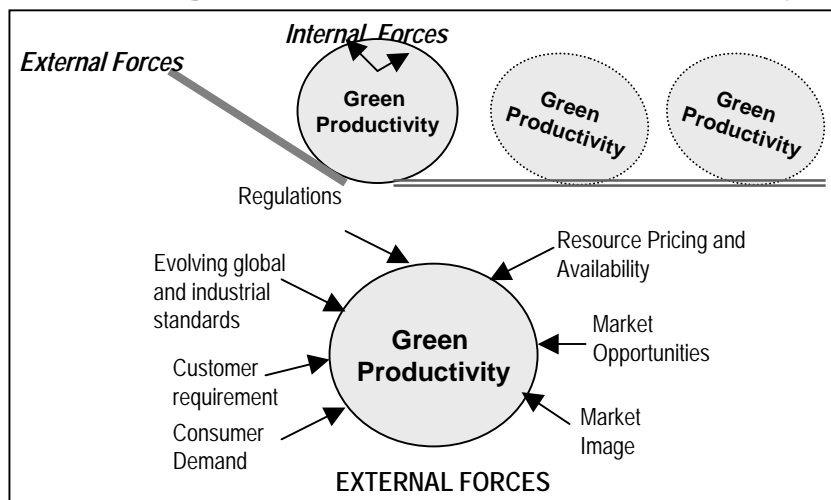 Internal Forces
External Forces
Green
Productivity
Green
Productivity
Green
Productivity
Regulations
Resource Pricing and
Availability
Evolving global
and industrial
standards
Green
Productivity
Market
Opportunities
Customer
requirement
Consumer
Demand
Market
Image
EXTERNAL FORCES